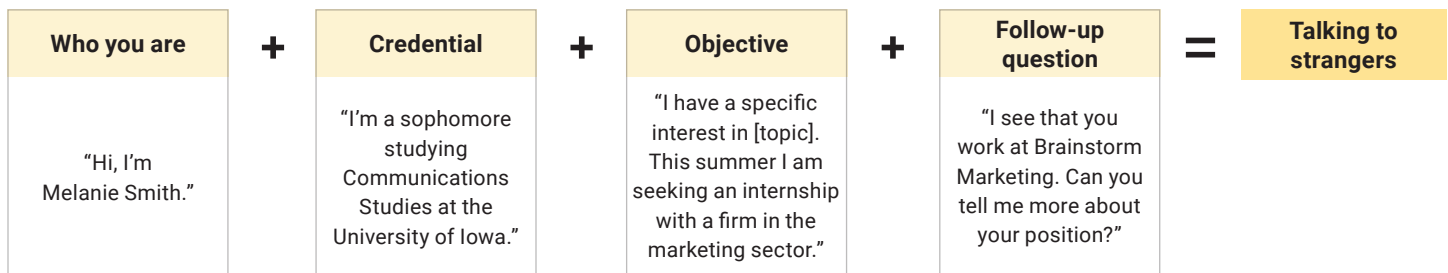 Who you are
+
Credential
+
Objective
+
Follow-up
question
=
Talking to
strangers
“Hi, I’m
Melanie Smith.”
“I’m a sophomore
studying
Communications
Studies at the
University of Iowa.”
“I have a specific
interest in [topic].
This summer I am
seeking an internship
with a firm in the
marketing sector.”
“I see that you
work at Brainstorm
Marketing. Can you
tell me more about
your position?”